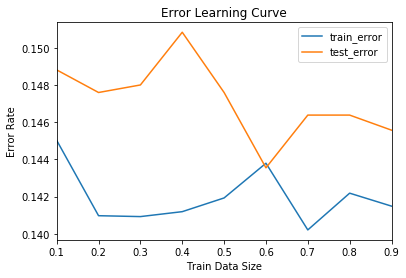 Error Learning Curve
train_error
test_error
Error Rate
0.150
0.148
0.146
0.144
0.142
0.140
0.1 0.2 0.3 0.4 0.5 0.6 0.7 0.8 0.9
Train Data Size